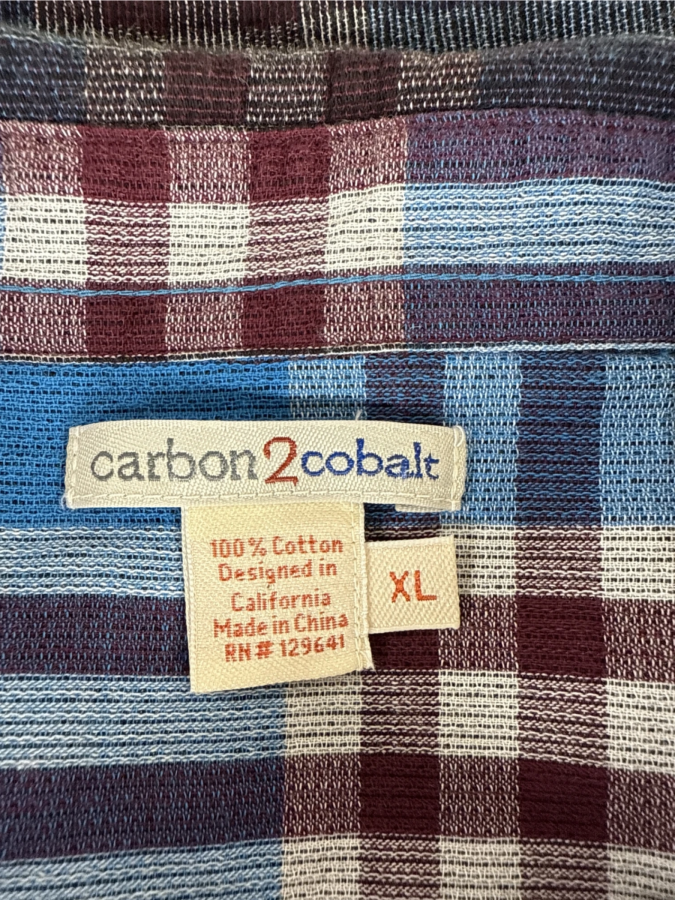 carbon2cobalt
100% Cotton
Designed in
California
Made in China
RN# 129641
XL